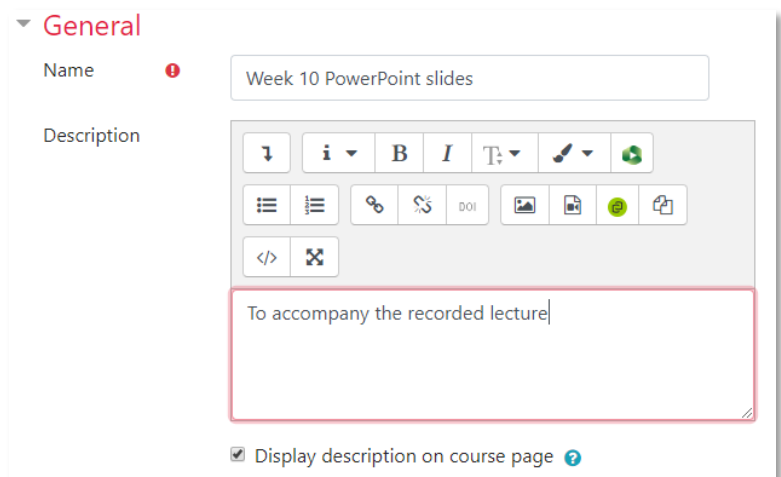 General
Name
Week 10 PowerPoint slides
Description
i B I T
DOI
</>
To accompany the recorded lecture
Display description on course page ?